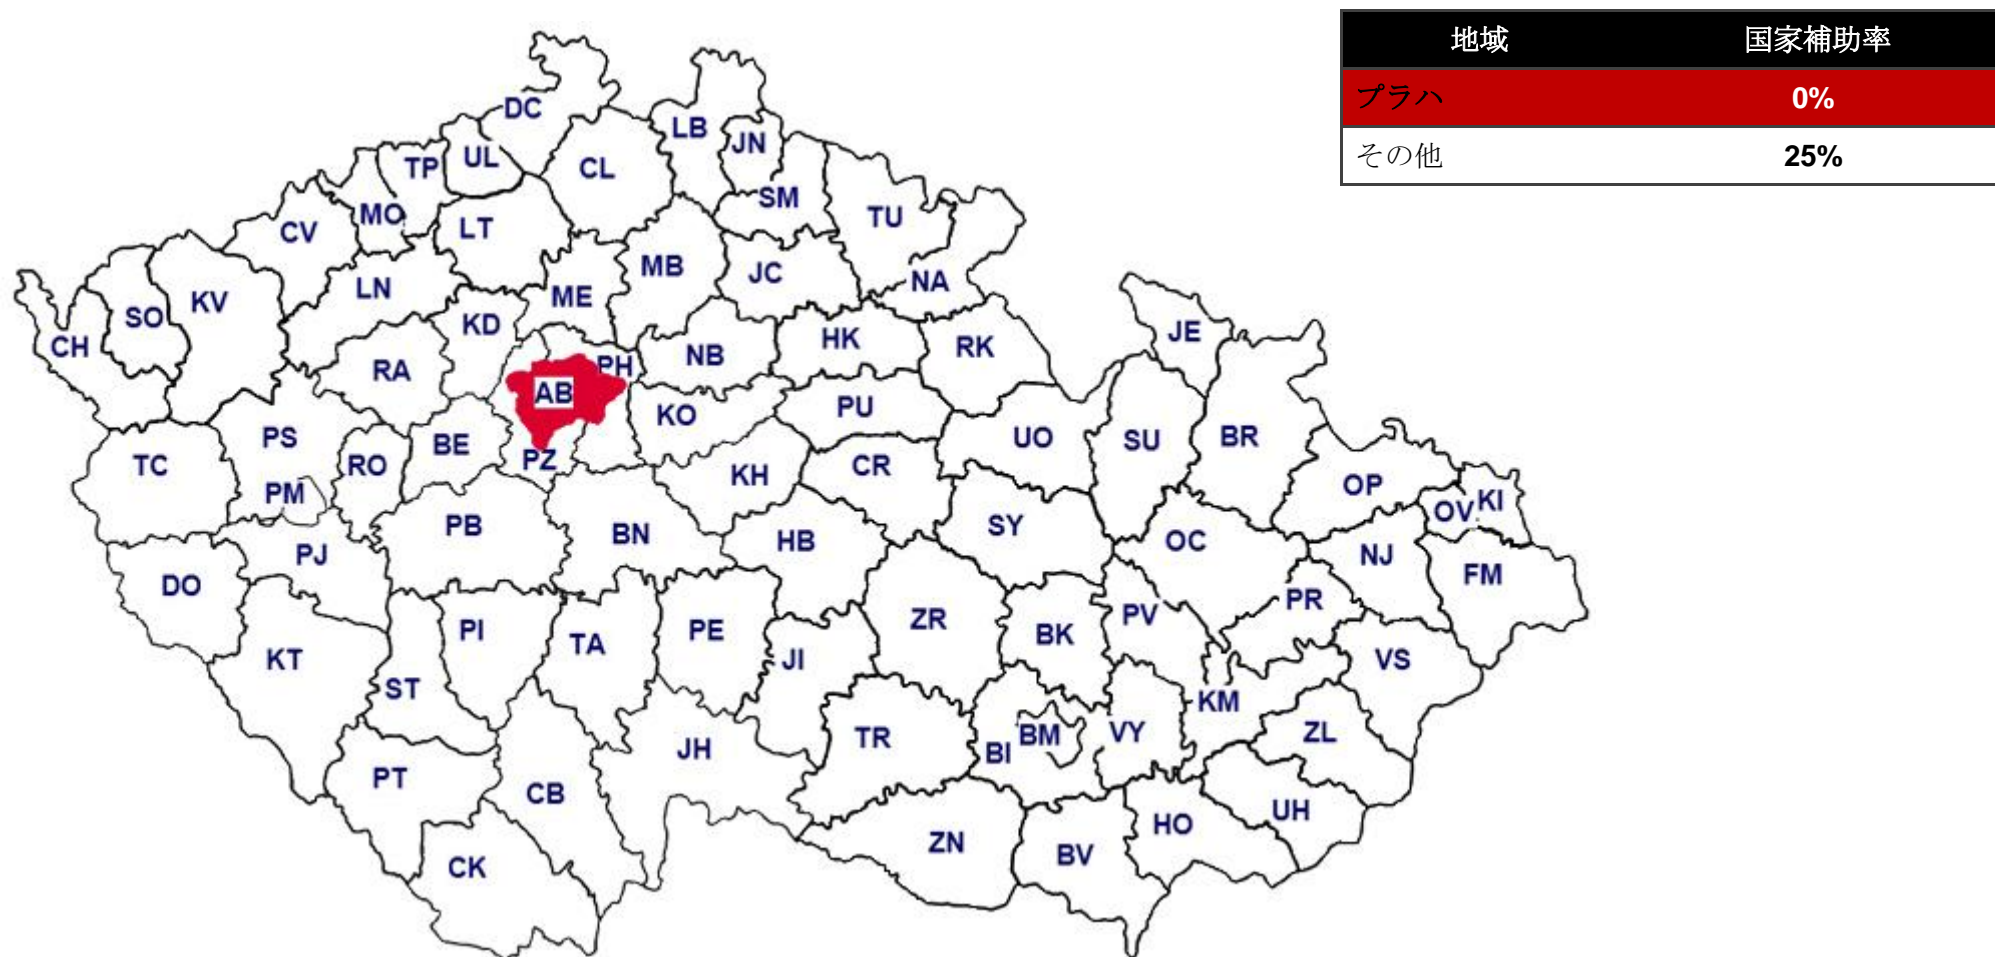 地域 国家補助率
プラハ 0%
その他 25%
DC
LB
JN
TP
UL
CL
SM
MO
CV
LT
TU
MB
JC
NA
LN
ME
KV
SO
KD
CH
RA
PH
NB
HK
RK
JE
AB
KO
PU
PS
BE
PZ
TC
RO
UO
SU
BR
PM
KH
CR
OP
KI
OV
PB
BN
HB
SY
OC
PJ
NJ
FM
DO
PI
TA
PE
ZR
BK
PV
PR
KT
ST
JI
VS
KM
JH
TR
BI
BM
VY
ZL
PT
CB
UH
HO
ZN
BV
CK